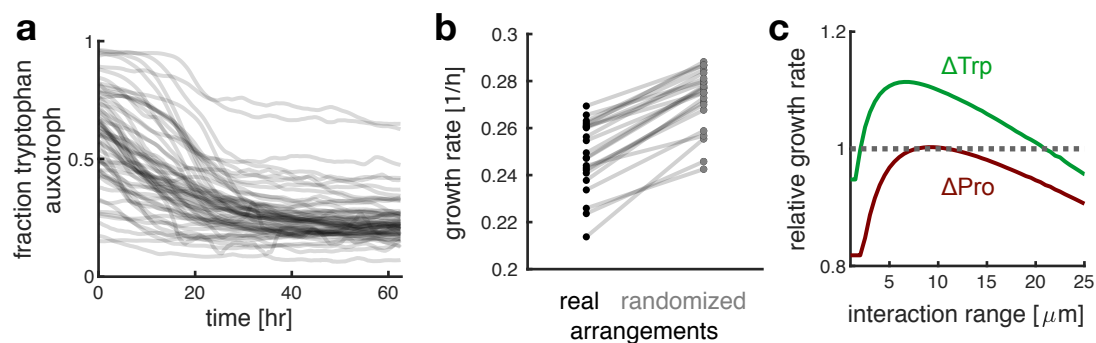 a
fraction tryptophan
auxotroph
1
0.5
0
0
20
40
60
time [hr]
b
growth rate [1/h]
0.3
0.28
0.26
0.24
0.22
0.2
real randomized
arrangements
c
relative growth rate
1.2
1
0.8
ΔTrp
ΔPro
5
10
15
20
25
interaction range [μm]